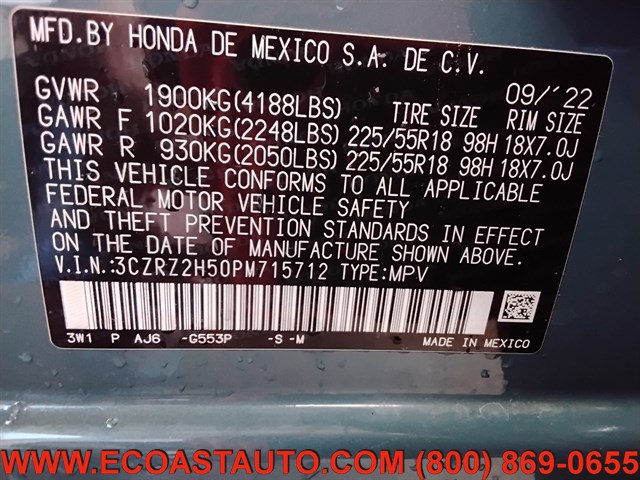 MFD.BY HONDA DE MEXICO S.A. DE C.V.
09/'22
GVWR 1900KG(4188LBS) TIRE SIZE RIM SIZE
GAWR F 1020KG(2248LBS) 225/55R18 98H 18X7.0J
GAWR R 930KG(2050LBS) 225/55R18 98H 18X7.0J
THIS VEHICLE CONFORMS TO ALL APPLICABLE
FEDERAL MOTOR VEHICLE SAFETY
AND THEFT PREVENTION STANDARDS IN EFFECT
ON THE DATE OF MANUFACTURE SHOWN ABOVE.
V.I.N.:3CZRZ2H50PM715712 TYPE:MPV
3W1 P AJ6 -G553P -S -M MADE IN MEXICO
WWW.ECOASTAUTO.COM (800) 869-0655